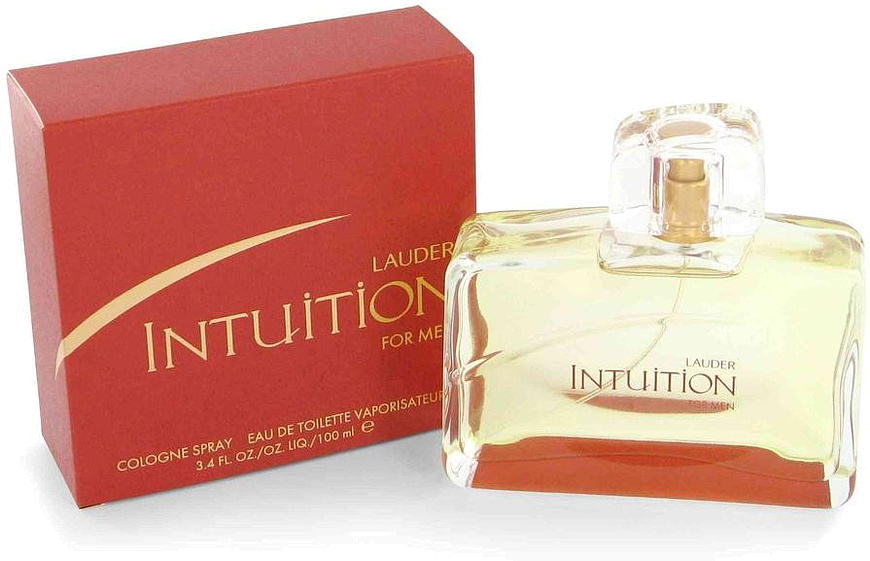 LAUDER
INTUiTiON
FOR ME
COLOGNE SPRAY EAU DE TOILETTE VAPORISATEUR
3.4 FL. OZ./OZ. LIQ./100 ml ℮
LAUDER
INTUiTiON
FOR MEN